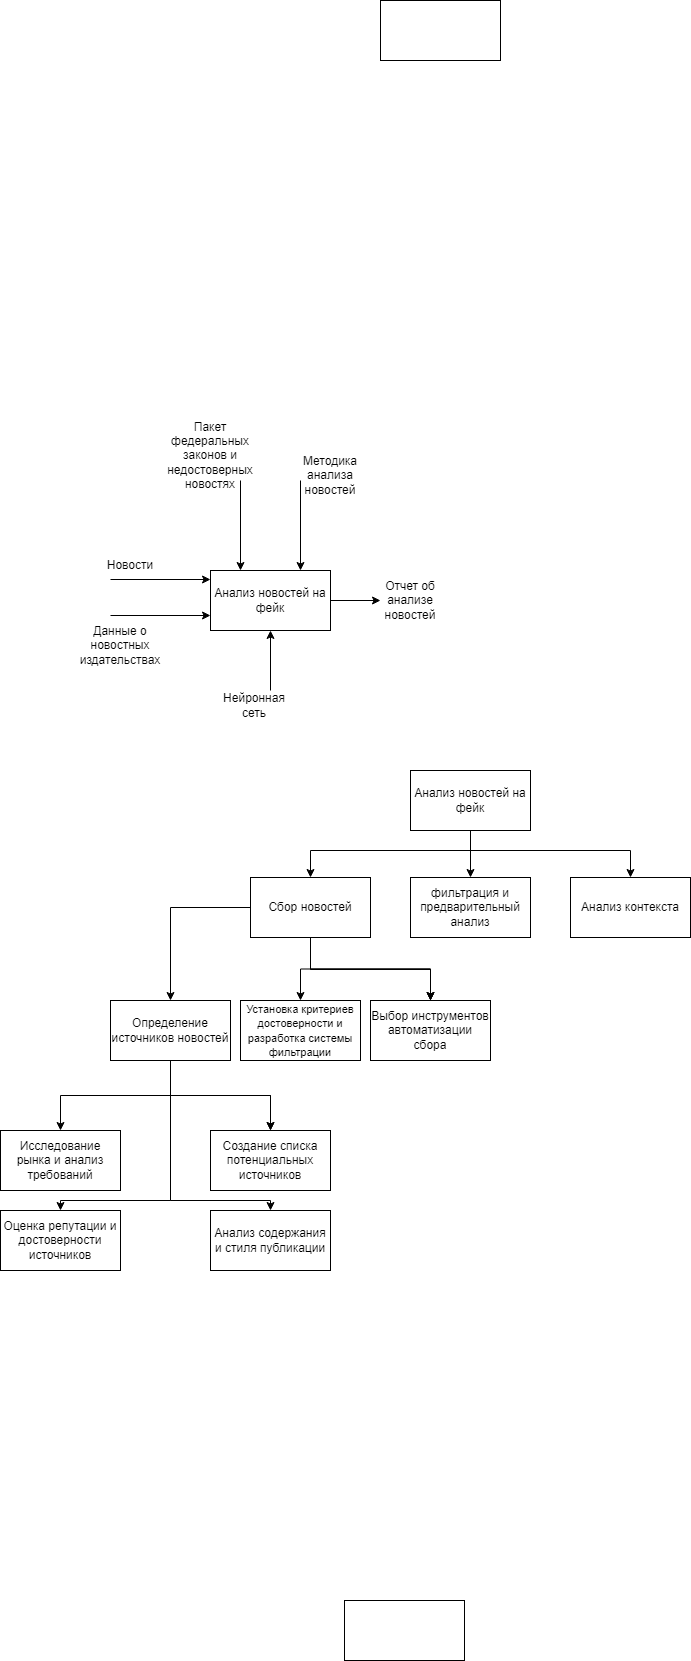 Пакет
федеральных
законов и
недостоверных
новостях
Методика
анализа
новостей
Новости
Анализ новостей на
фейк
Отчет об
анализе
новостей
Данные о
новостных
издательствах
Нейронная
сеть
Анализ новостей на
фейк
Сбор новостей
фильтрация и
предварительный
анализ
Анализ контекста
Определение
источников новостей
Установка критериев
достоверности и
разработка системы
фильтрации
Выбор инструментов
автоматизации
сбора
Исследование
рынка и анализ
требований
Создание списка
потенциальных
источников
Оценка репутации и
достоверности
источников
Анализ содержания
и стиля публикации